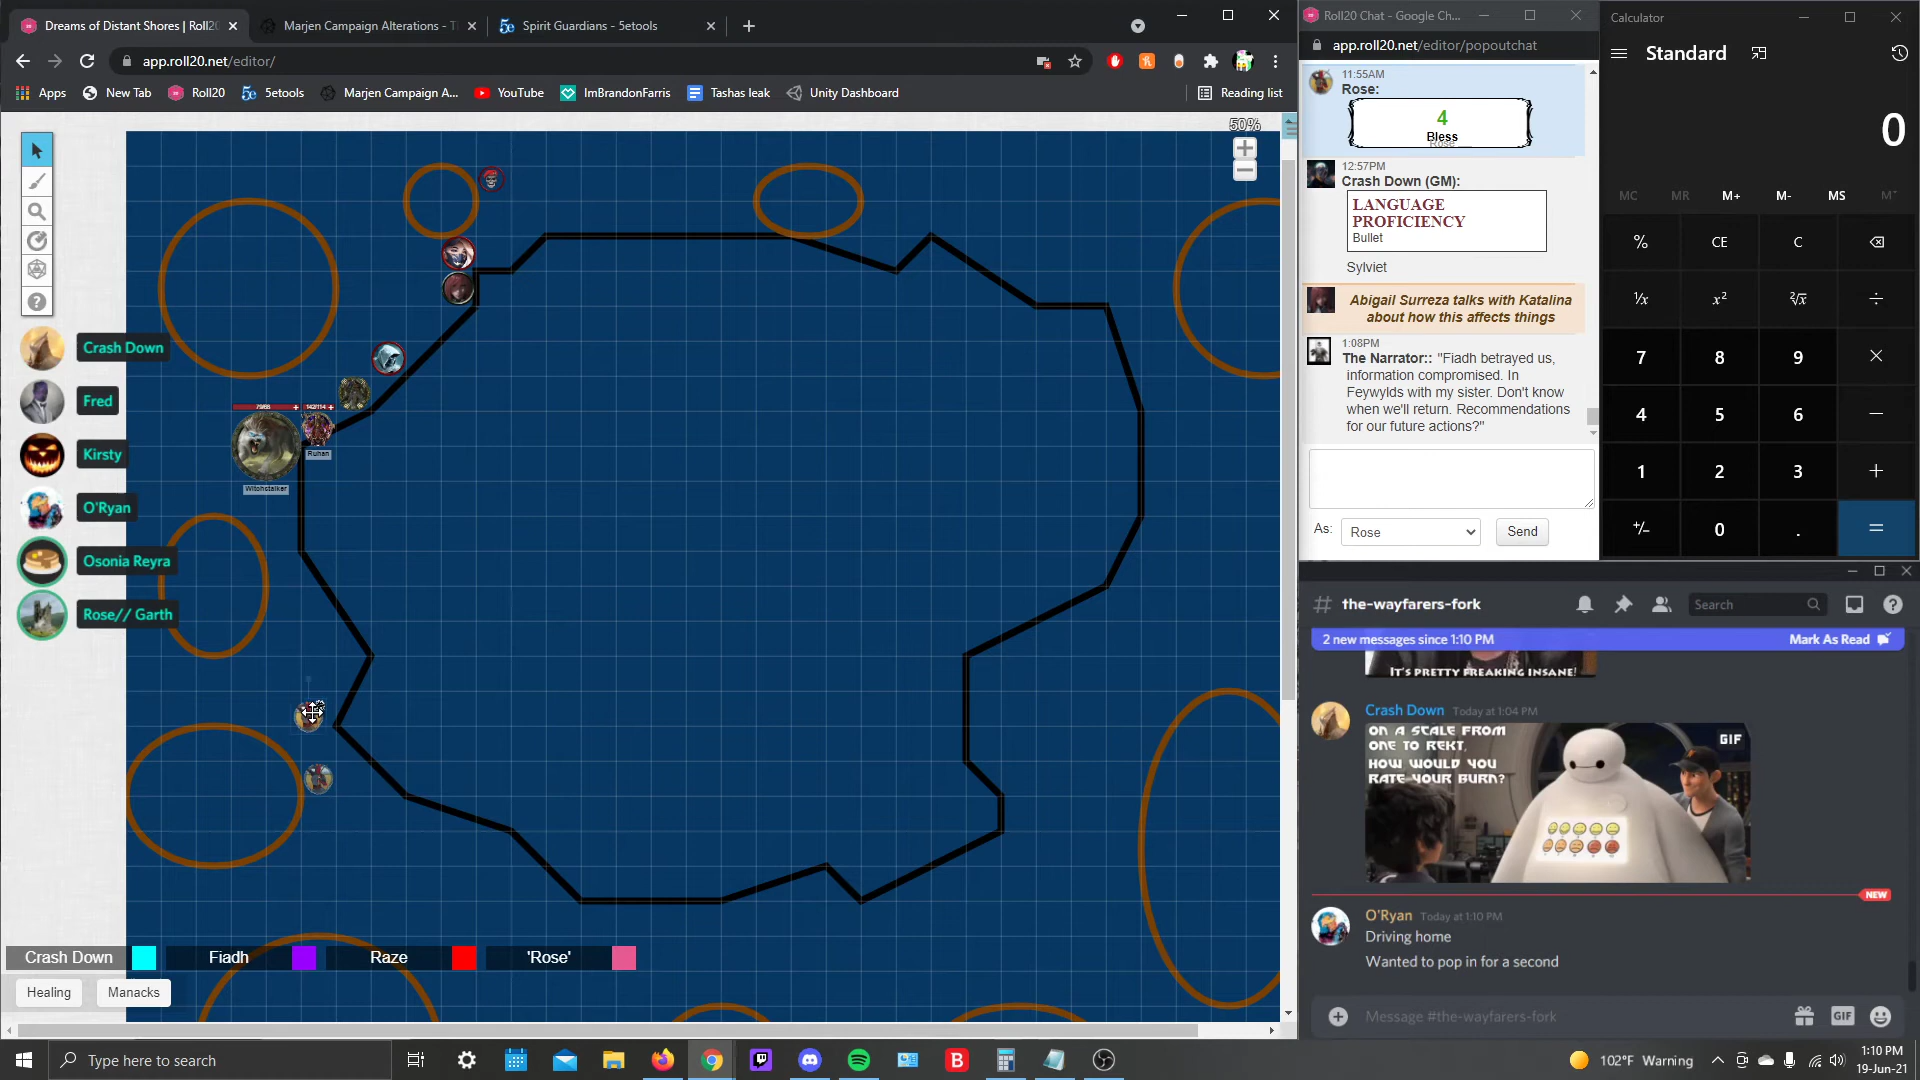 Dreams of Distant Shores | Roll20
Marjen Campaign Alterations - T
Spirit Guardians - 5etools
app.roll20.net/editor/
Apps
New Tab
Roll20
5etools
Marjen Campaign A...
YouTube
ImBrandonFarris
Tashas leak
Unity Dashboard
Reading list
50%
Crash Down
Fred
Kirsty
O'Ryan
Osonia Reyra
Rose// Garth
79/68
142/114
Ruhan
Witchstalker
Crash Down
Fiadh
Raze
'Rose'
Healing
Manacks
Roll20 Chat - Google Ch...
app.roll20.net/editor/popoutchat
11:55AM
Rose:
4
Bless
Rose
12:57PM
Crash Down (GM):
LANGUAGE
PROFICIENCY
Bullet
Sylviet
Abigail Surreza talks with Katalina
about how this affects things
1:08PM
The Narrator:: "Fiadh betrayed us,
information compromised. In
Feywylds with my sister. Don't know
when we'll return. Recommendations
for our future actions?"
As:
Rose
Send
Calculator
Standard
0
MC MR M+ M- MS M˅
% CE C
¹/x x² ²√x ÷
7 8 9 ×
4 5 6 −
1 2 3 +
+/− 0 . =
# the-wayfarers-fork
Search
2 new messages since 1:10 PM
Mark As Read
IT'S PRETTY FREAKING INSANE!
Crash Down Today at 1:04 PM
ON A SCALE FROM
ONE TO REKT,
HOW WOULD YOU
RATE YOUR BURN?
GIF
NEW
O'Ryan Today at 1:10 PM
Driving home
Wanted to pop in for a second
Message #the-wayfarers-fork
GIF
Type here to search
102°F Warning
1:10 PM
19-Jun-21